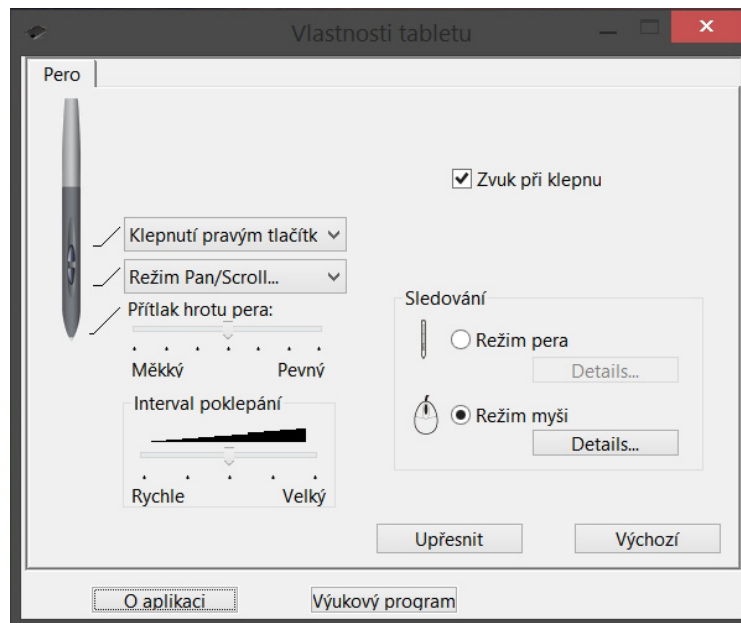 Vlastnosti tabletu
Pero
Zvuk při klepnu
Klepnutí pravým tlačítk
Režim Pan/Scroll...
Přítlak hrotu pera:
Měkký Pevný
Interval poklepání
Rychle Velký
Sledování
Režim pera
Details...
Režim myši
Details...
Upřesnit Výchozí
O aplikaci Výukový program